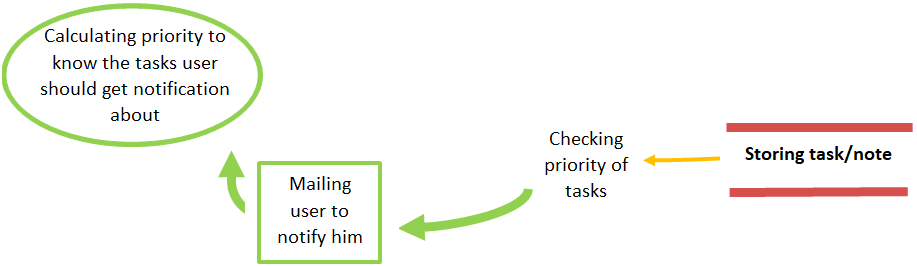 Calculating priority to
know the tasks user
should get notification
about
Checking
priority of
tasks
Storing task/note
Mailing
user to
notify him